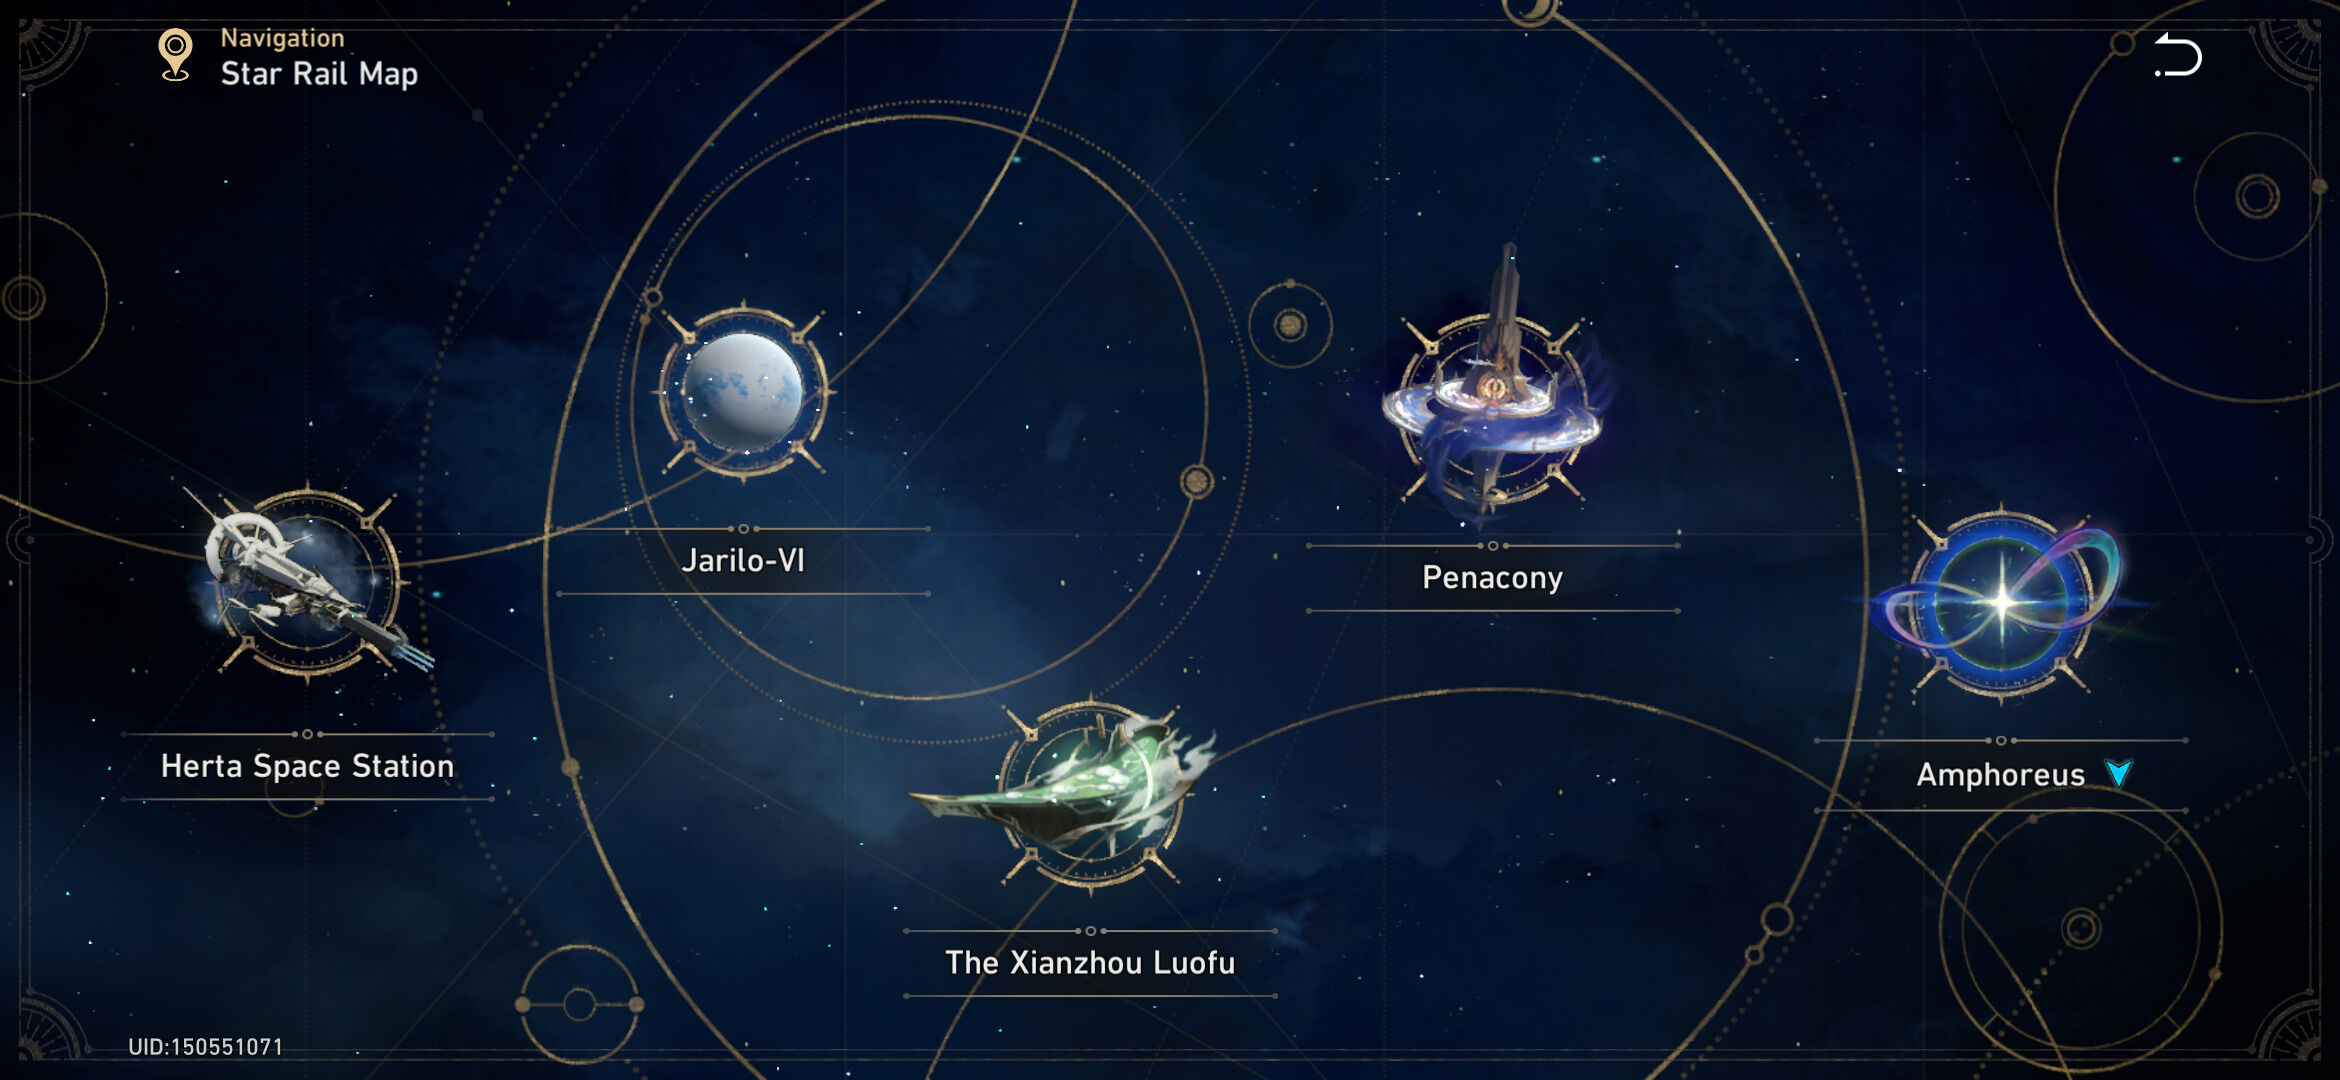 Navigation
Star Rail Map
Jarilo-VI
Penacony
Herta Space Station
Amphoreus
The Xianzhou Luofu
UID:150551071